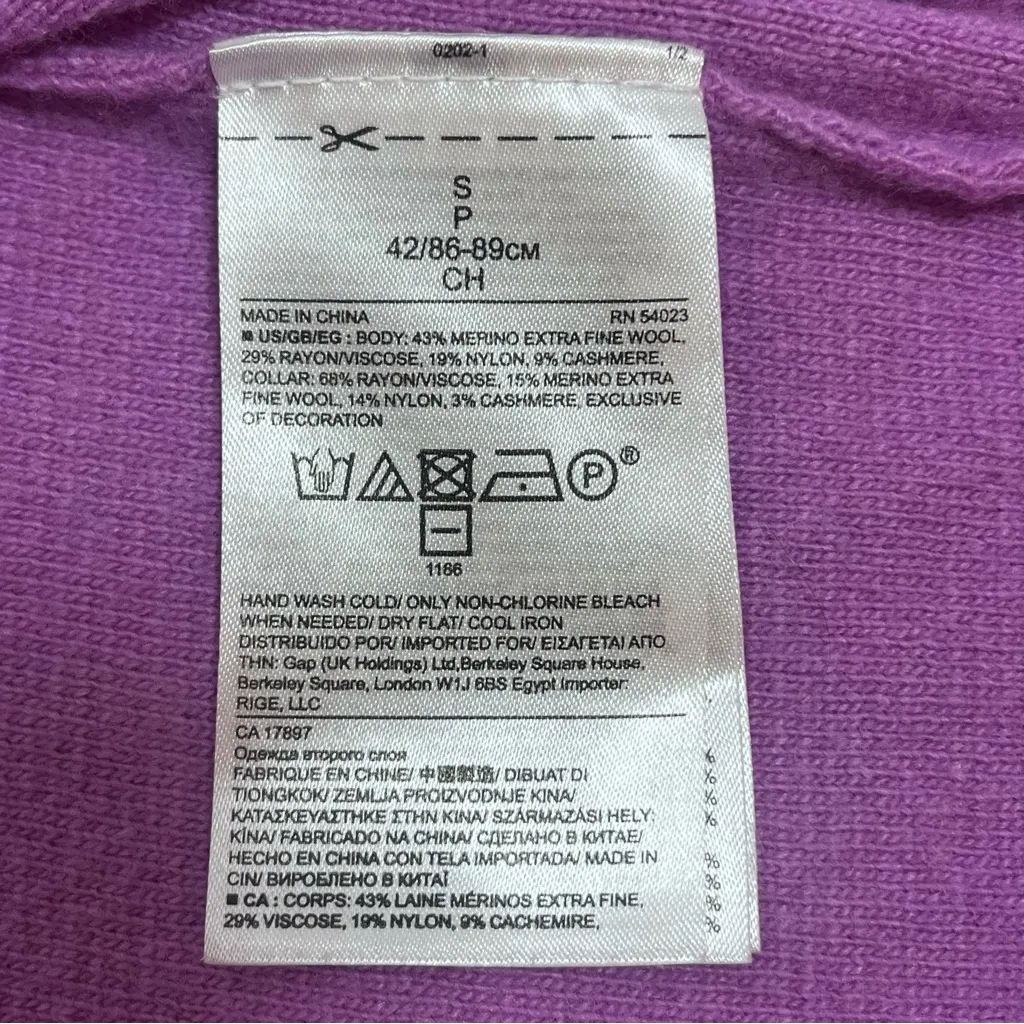 0202-1 1/2
S
P
42/86-89CM
CH
MADE IN CHINA RN 54023
■ US/GB/EG : BODY: 43% MERINO EXTRA FINE WOOL,
29% RAYON/VISCOSE, 19% NYLON, 9% CASHMERE,
COLLAR: 68% RAYON/VISCOSE, 15% MERINO EXTRA
FINE WOOL, 14% NYLON, 3% CASHMERE, EXCLUSIVE
OF DECORATION
P ®
1166
HAND WASH COLD/ ONLY NON-CHLORINE BLEACH
WHEN NEEDED/ DRY FLAT/ COOL IRON
DISTRIBUIDO POR/ IMPORTED FOR/ ΕΙΣΑΓΕΤΑΙ ΑΠΟ
ΤΗΝ: Gap (UK Holdings) Ltd,Berkeley Square House,
Berkeley Square, London W1J 6BS Egypt Importer:
RIGE, LLC
CA 17897
Одежда второго слоя
FABRIQUE EN CHINE/ 中國製造/ DIBUAT DI
TIONGKOK/ ZEMLJA PROIZVODNJE KINA/
ΚΑΤΑΣΚΕΥΑΣΤΗΚΕ ΣΤΗΝ ΚΙΝΑ/ SZÁRMAZÁSI HELY:
KÍNA/ FABRICADO NA CHINA/ СДЕЛАНО В КИТАЕ/
HECHO EN CHINA CON TELA IMPORTADA/ MADE IN
CIN/ ВИРОБЛЕНО В КИТАЇ
■ CA : CORPS: 43% LAINE MÉRINOS EXTRA FINE,
29% VISCOSE, 19% NYLON, 9% CACHEMIRE,